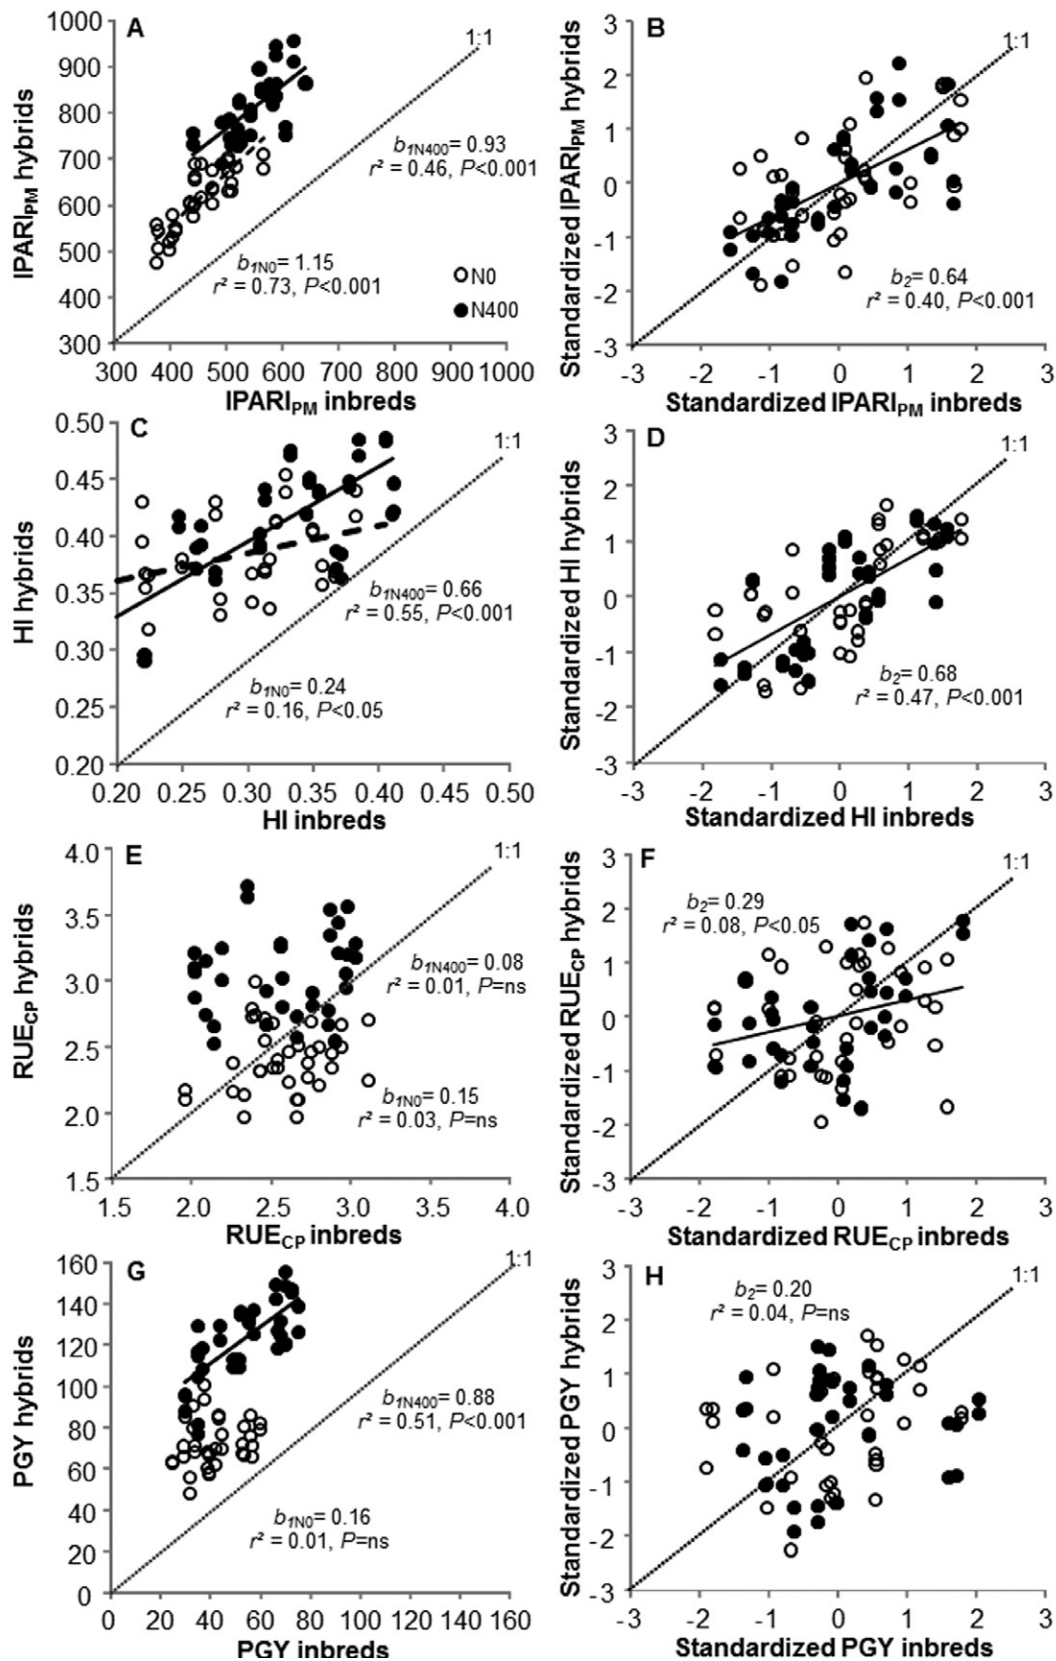 A
1:1
1000
900
800
700
600
500
400
300
IPARIPM hybrids
b1N400= 0.93
r² = 0.46, P<0.001
b1N0= 1.15
r² = 0.73, P<0.001
N0
N400
300 400 500 600 700 800 900 1000
IPARIPM inbreds
B
1:1
3
2
1
0
-1
-2
-3
Standardized IPARIPM hybrids
b2= 0.64
r² = 0.40, P<0.001
-3 -2 -1 0 1 2 3
Standardized IPARIPM inbreds
C
1:1
0.50
0.45
0.40
0.35
0.30
0.25
0.20
HI hybrids
b1N400= 0.66
r² = 0.55, P<0.001
b1N0= 0.24
r² = 0.16, P<0.05
0.20 0.25 0.30 0.35 0.40 0.45 0.50
HI inbreds
D
1:1
3
2
1
0
-1
-2
-3
Standardized HI hybrids
b2= 0.68
r² = 0.47, P<0.001
-3 -2 -1 0 1 2 3
Standardized HI inbreds
E
1:1
4.0
3.5
3.0
2.5
2.0
1.5
RUECP hybrids
b1N400= 0.08
r² = 0.01, P=ns
b1N0= 0.15
r² = 0.03, P=ns
1.5 2.0 2.5 3.0 3.5 4.0
RUECP inbreds
F
1:1
3
2
1
0
-1
-2
-3
Standardized RUECP hybrids
b2= 0.29
r² = 0.08, P<0.05
-3 -2 -1 0 1 2 3
Standardized RUECP inbreds
G
1:1
160
140
120
100
80
60
40
20
0
PGY hybrids
b1N400= 0.88
r² = 0.51, P<0.001
b1N0= 0.16
r² = 0.01, P=ns
0 20 40 60 80 100 120 140 160
PGY inbreds
H
1:1
3
2
1
0
-1
-2
-3
Standardized PGY hybrids
b2= 0.20
r² = 0.04, P=ns
-3 -2 -1 0 1 2 3
Standardized PGY inbreds